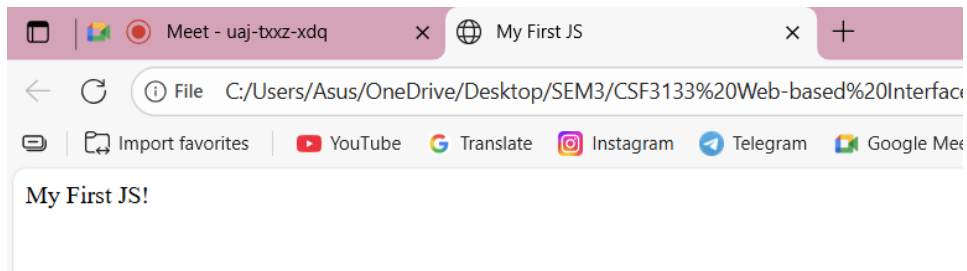 Meet - uaj-txxz-xdq My First JS
File C:/Users/Asus/OneDrive/Desktop/SEM3/CSF3133%20Web-based%20Interface
Import favorites YouTube Translate Instagram Telegram Google Mee
My First JS!